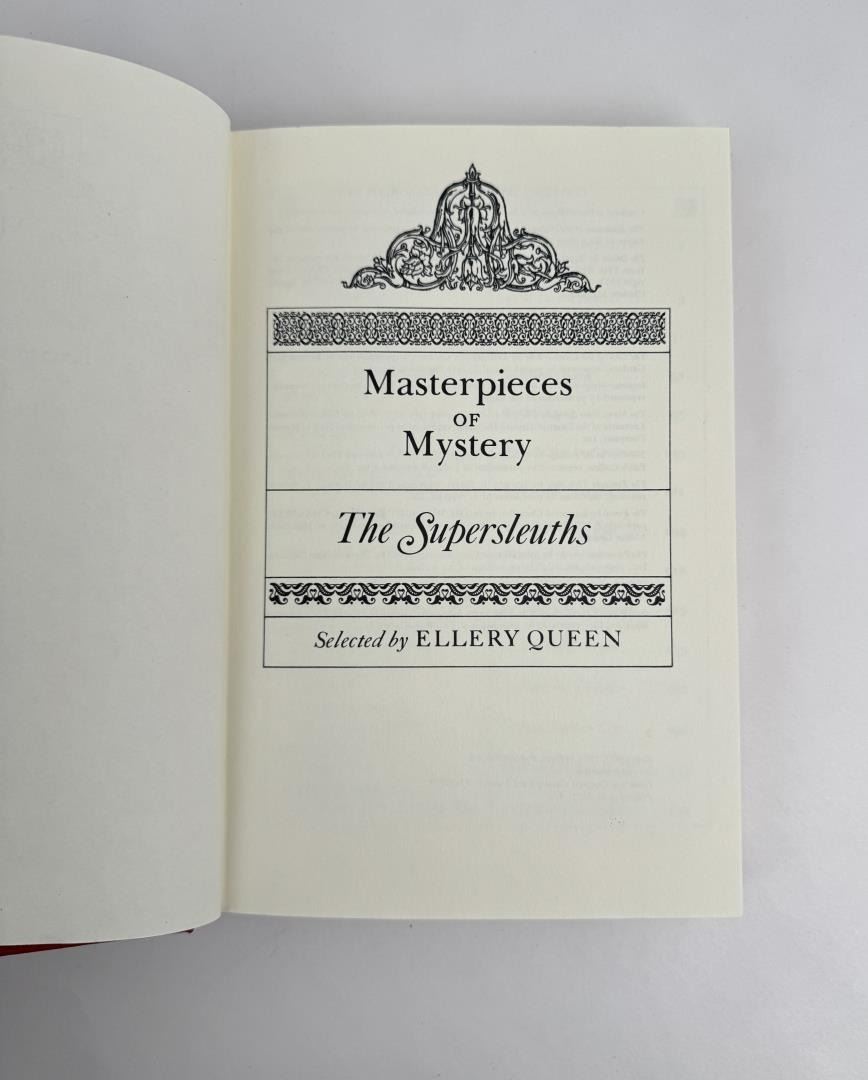 Masterpieces
OF
Mystery
The Supersleuths
Selected by ELLERY QUEEN